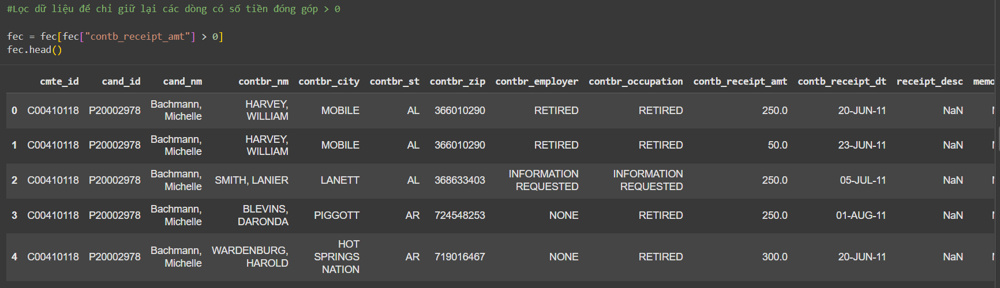 #Lọc dữ liệu để chỉ giữ lại các dòng có số tiền đóng góp > 0
fec = fec[fec["contb_receipt_amt"] > 0]
fec.head()
cmte_id cand_id cand_nm contbr_nm contbr_city contbr_st contbr_zip contbr_employer contbr_occupation contb_receipt_amt contb_receipt_dt receipt_desc memo
0 C00410118 P20002978 Bachmann, Michelle HARVEY, WILLIAM MOBILE AL 366010290 RETIRED RETIRED 250.0 20-JUN-11 NaN
1 C00410118 P20002978 Bachmann, Michelle HARVEY, WILLIAM MOBILE AL 366010290 RETIRED RETIRED 50.0 23-JUN-11 NaN
2 C00410118 P20002978 Bachmann, Michelle SMITH, LANIER LANETT AL 368633403 INFORMATION REQUESTED INFORMATION REQUESTED 250.0 05-JUL-11 NaN
3 C00410118 P20002978 Bachmann, Michelle BLEVINS, DARONDA PIGGOTT AR 724548253 NONE RETIRED 250.0 01-AUG-11 NaN
4 C00410118 P20002978 Bachmann, Michelle WARDENBURG, HAROLD HOT SPRINGS NATION AR 719016467 NONE RETIRED 300.0 20-JUN-11 NaN